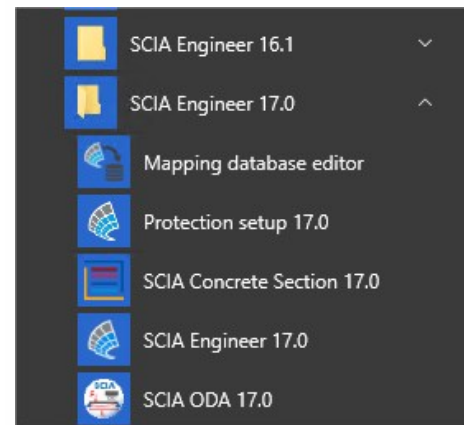 SCIA Engineer 16.1
SCIA Engineer 17.0
Mapping database editor
Protection setup 17.0
SCIA Concrete Section 17.0
SCIA Engineer 17.0
SCIA
SCIA ODA 17.0